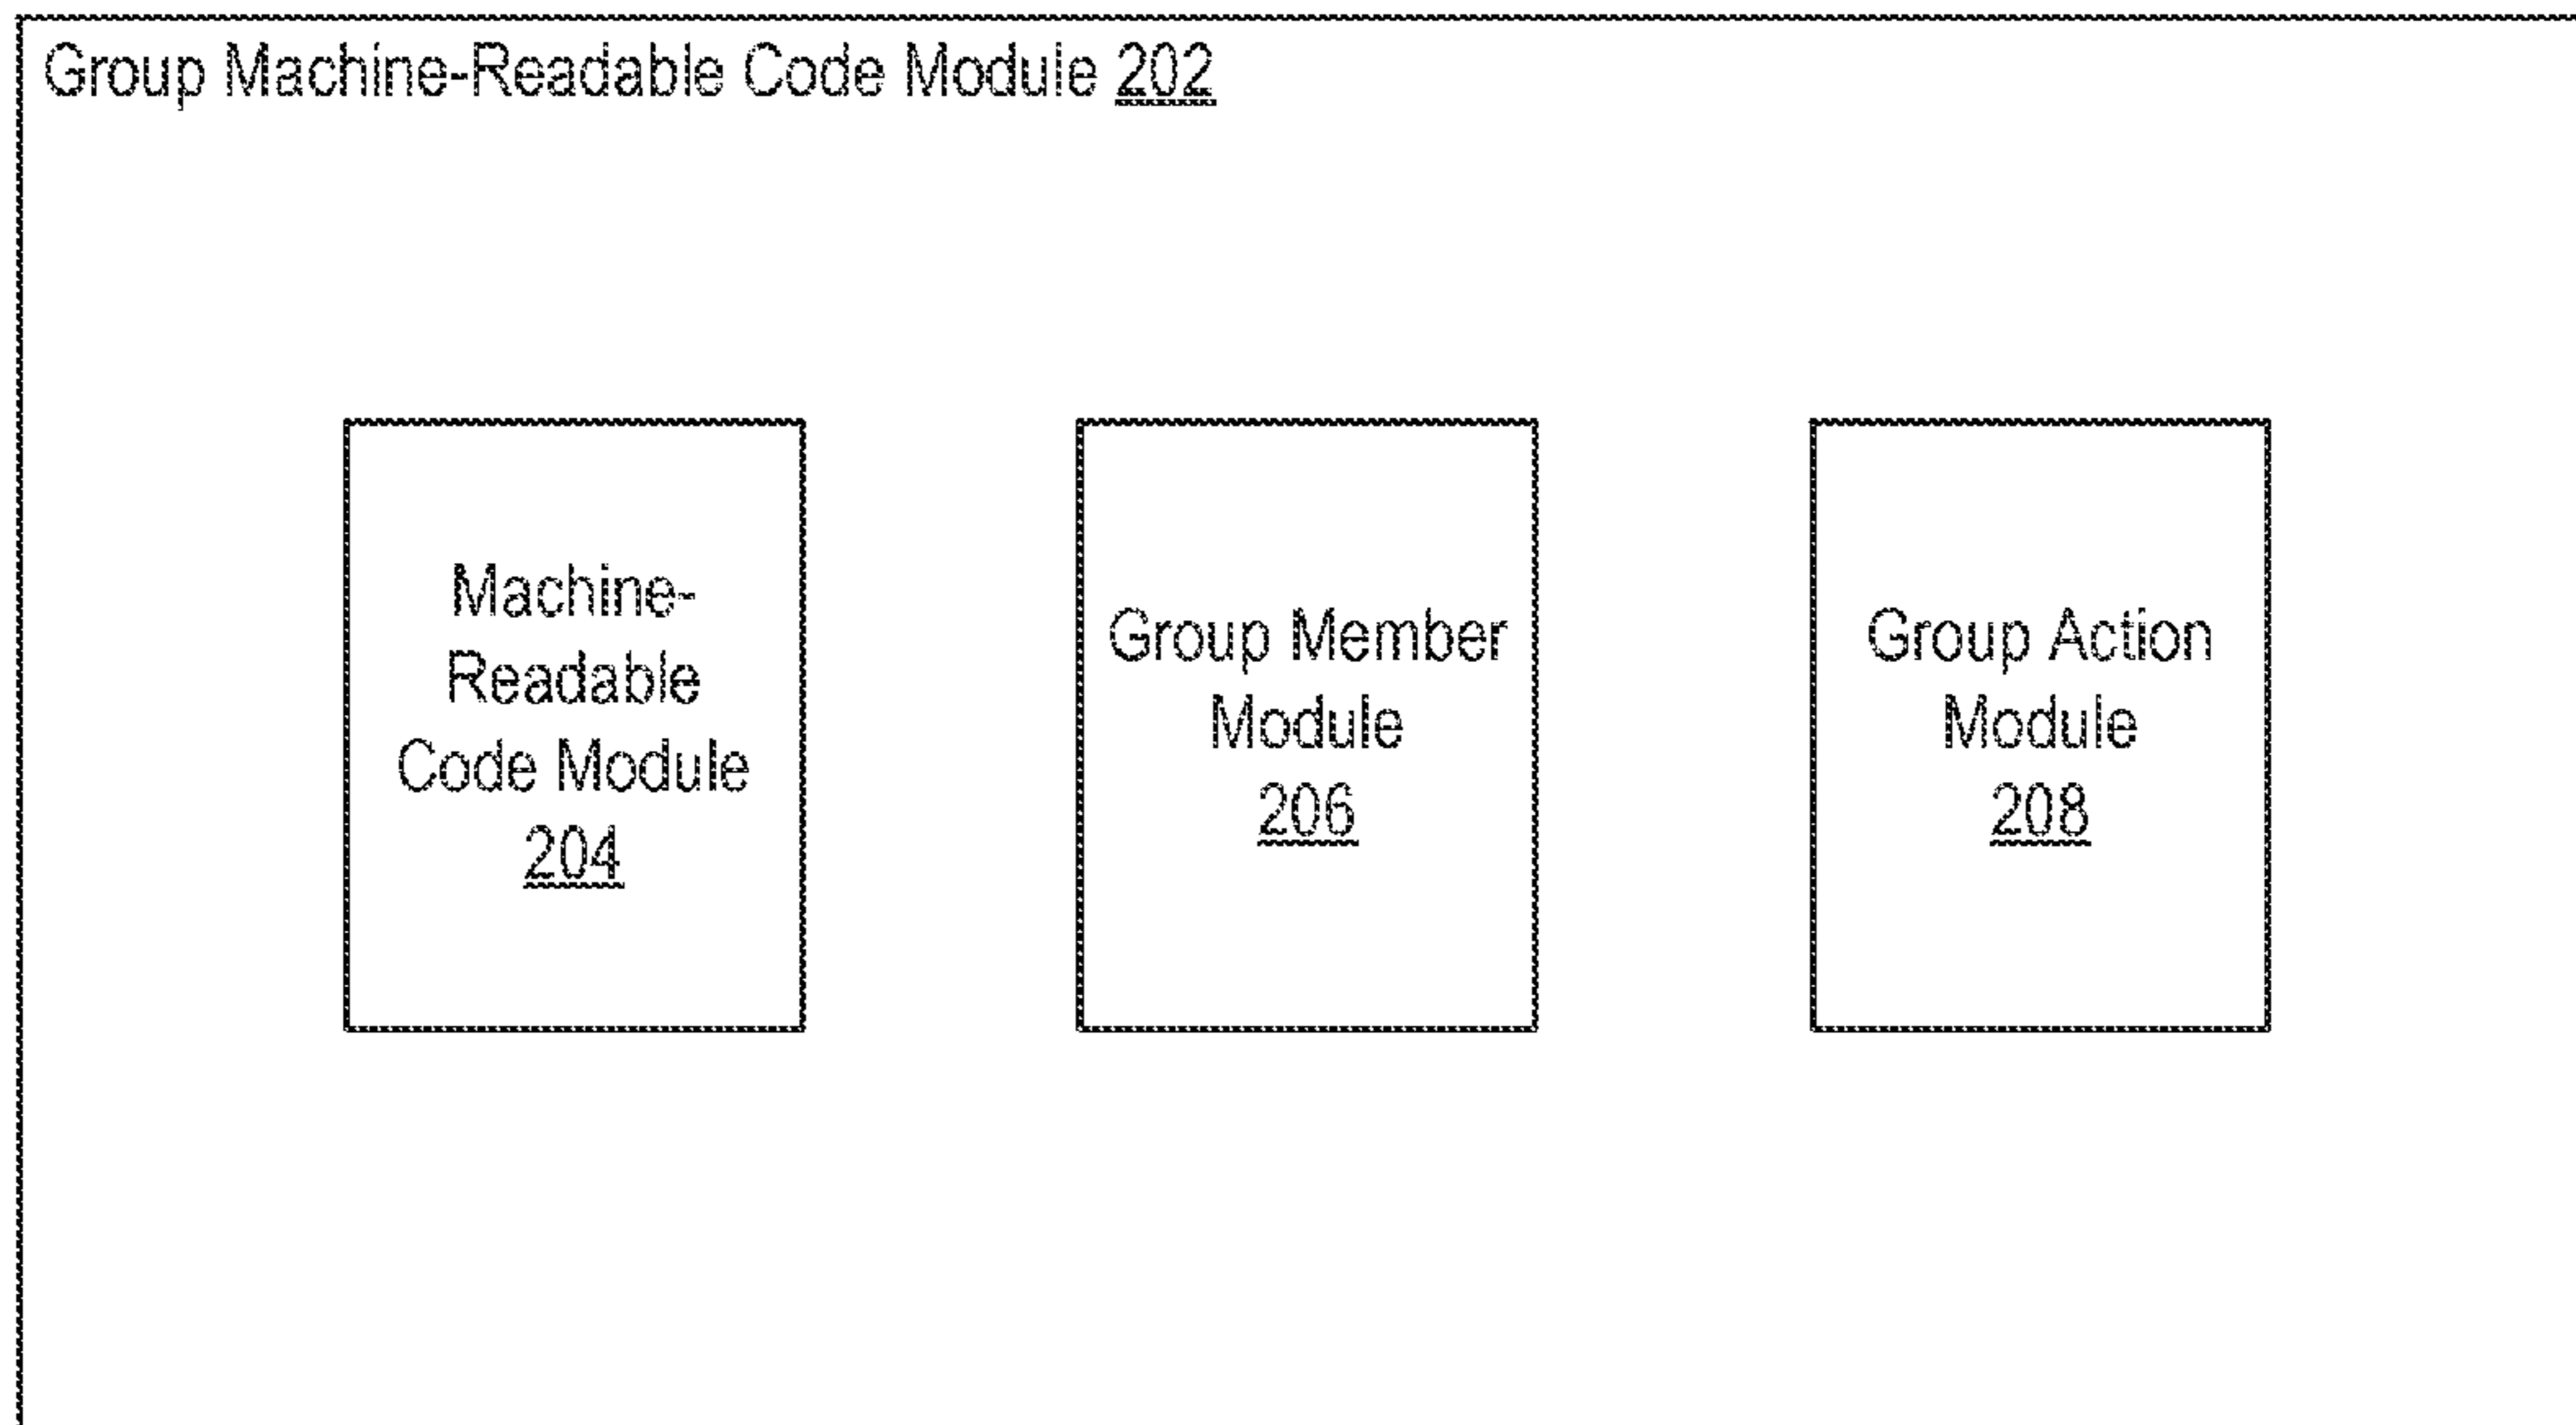 Group Machine-Readable Code Module 202
Machine-
Readable
Code Module
204
Group Member
Module
206
Group Action
Module
208